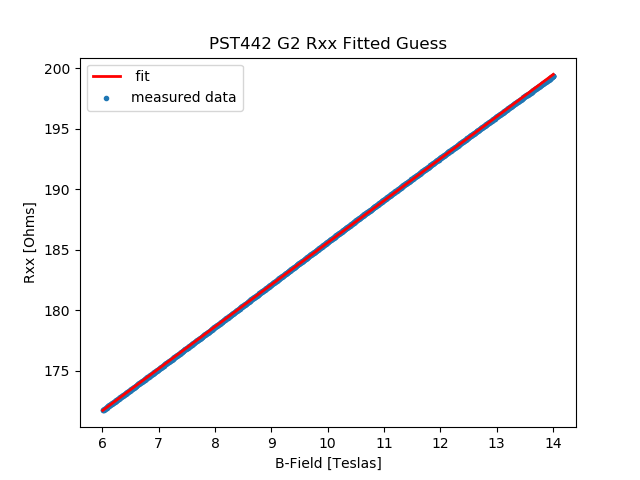 PST442 G2 Rxx Fitted Guess
fit
measured data
200
195
190
185
180
175
Rxx [Ohms]
6 7 8 9 10 11 12 13 14
B-Field [Teslas]